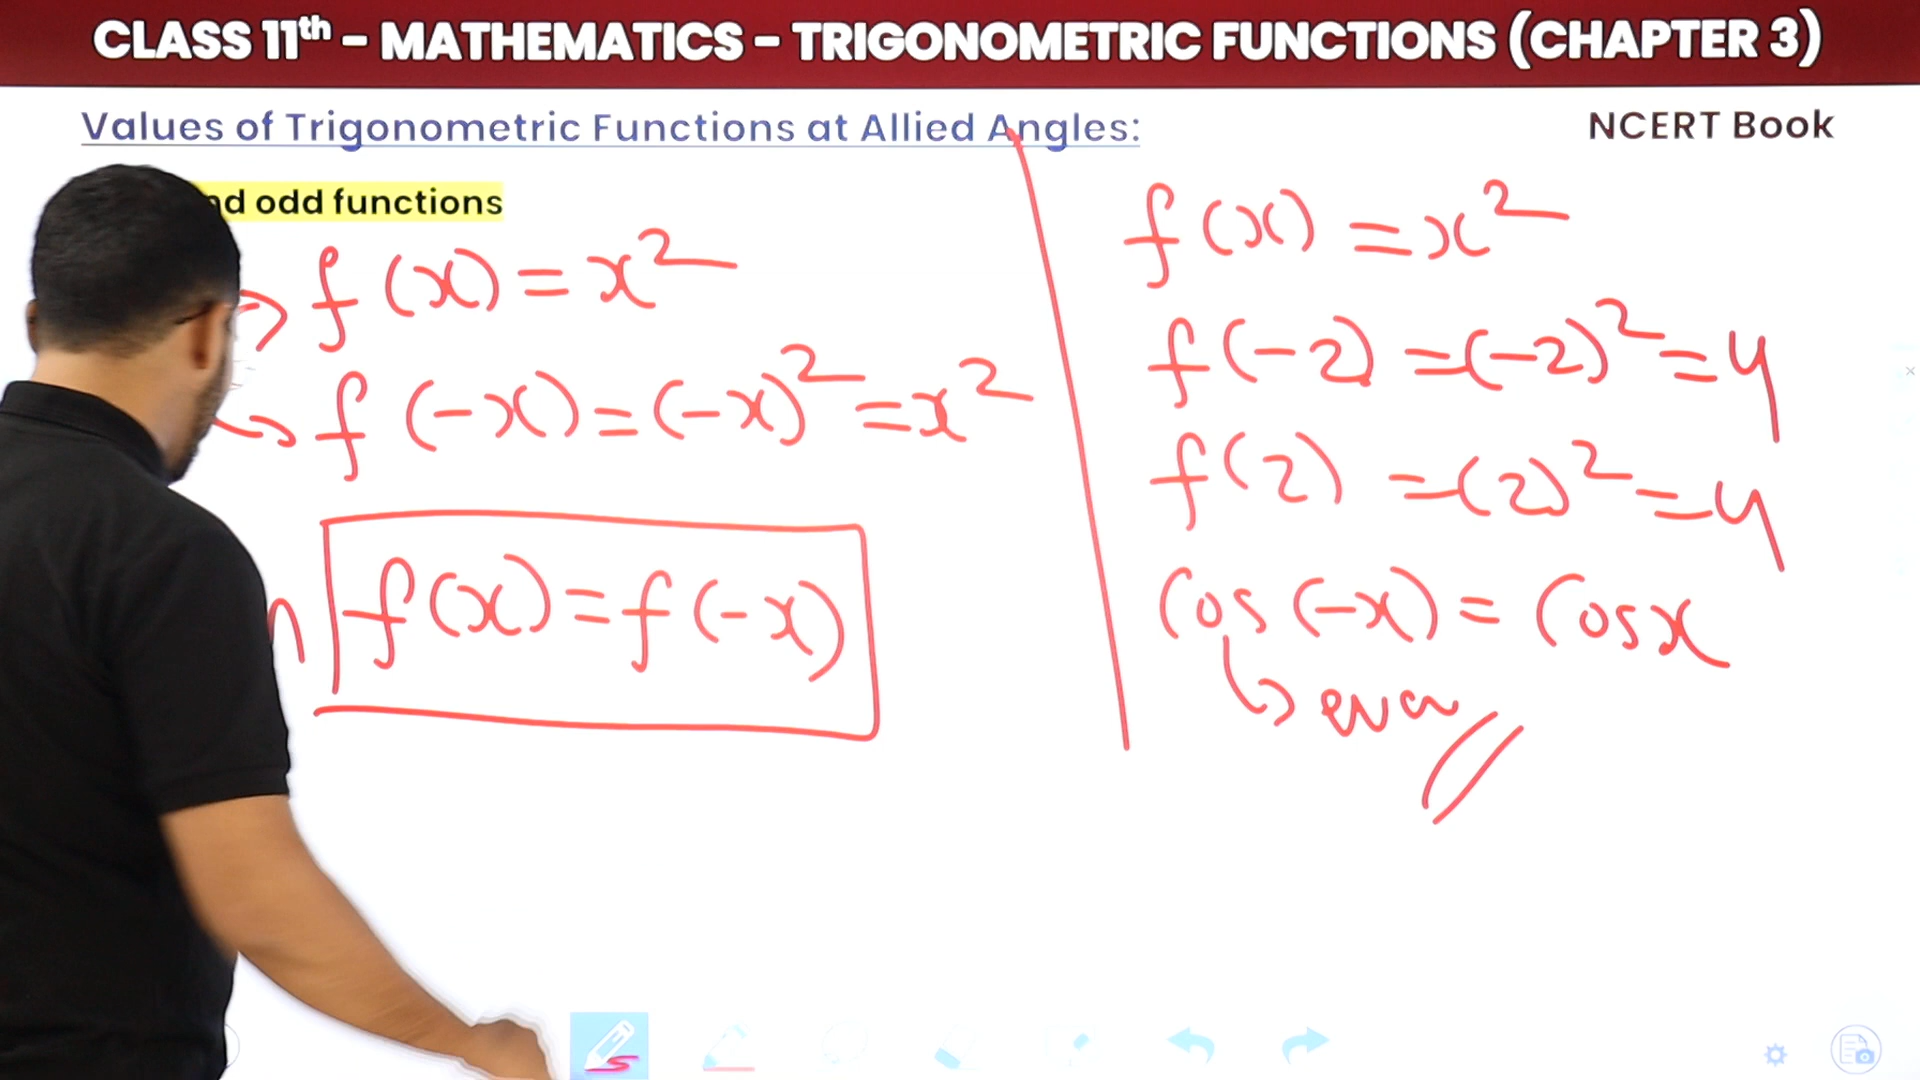 CLASS 11th - MATHEMATICS - TRIGONOMETRIC FUNCTIONS (CHAPTER 3)
Values of Trigonometric Functions at Allied Angles:
NCERT Book
nd odd functions
f(x) = x²
f(-x) = (-x)² = x²
f(x) = f(-x)
f(x) = x²
f(-2) = (-2)² = 4
f(2) = (2)² = 4
Cos(-x) = Cosx
even